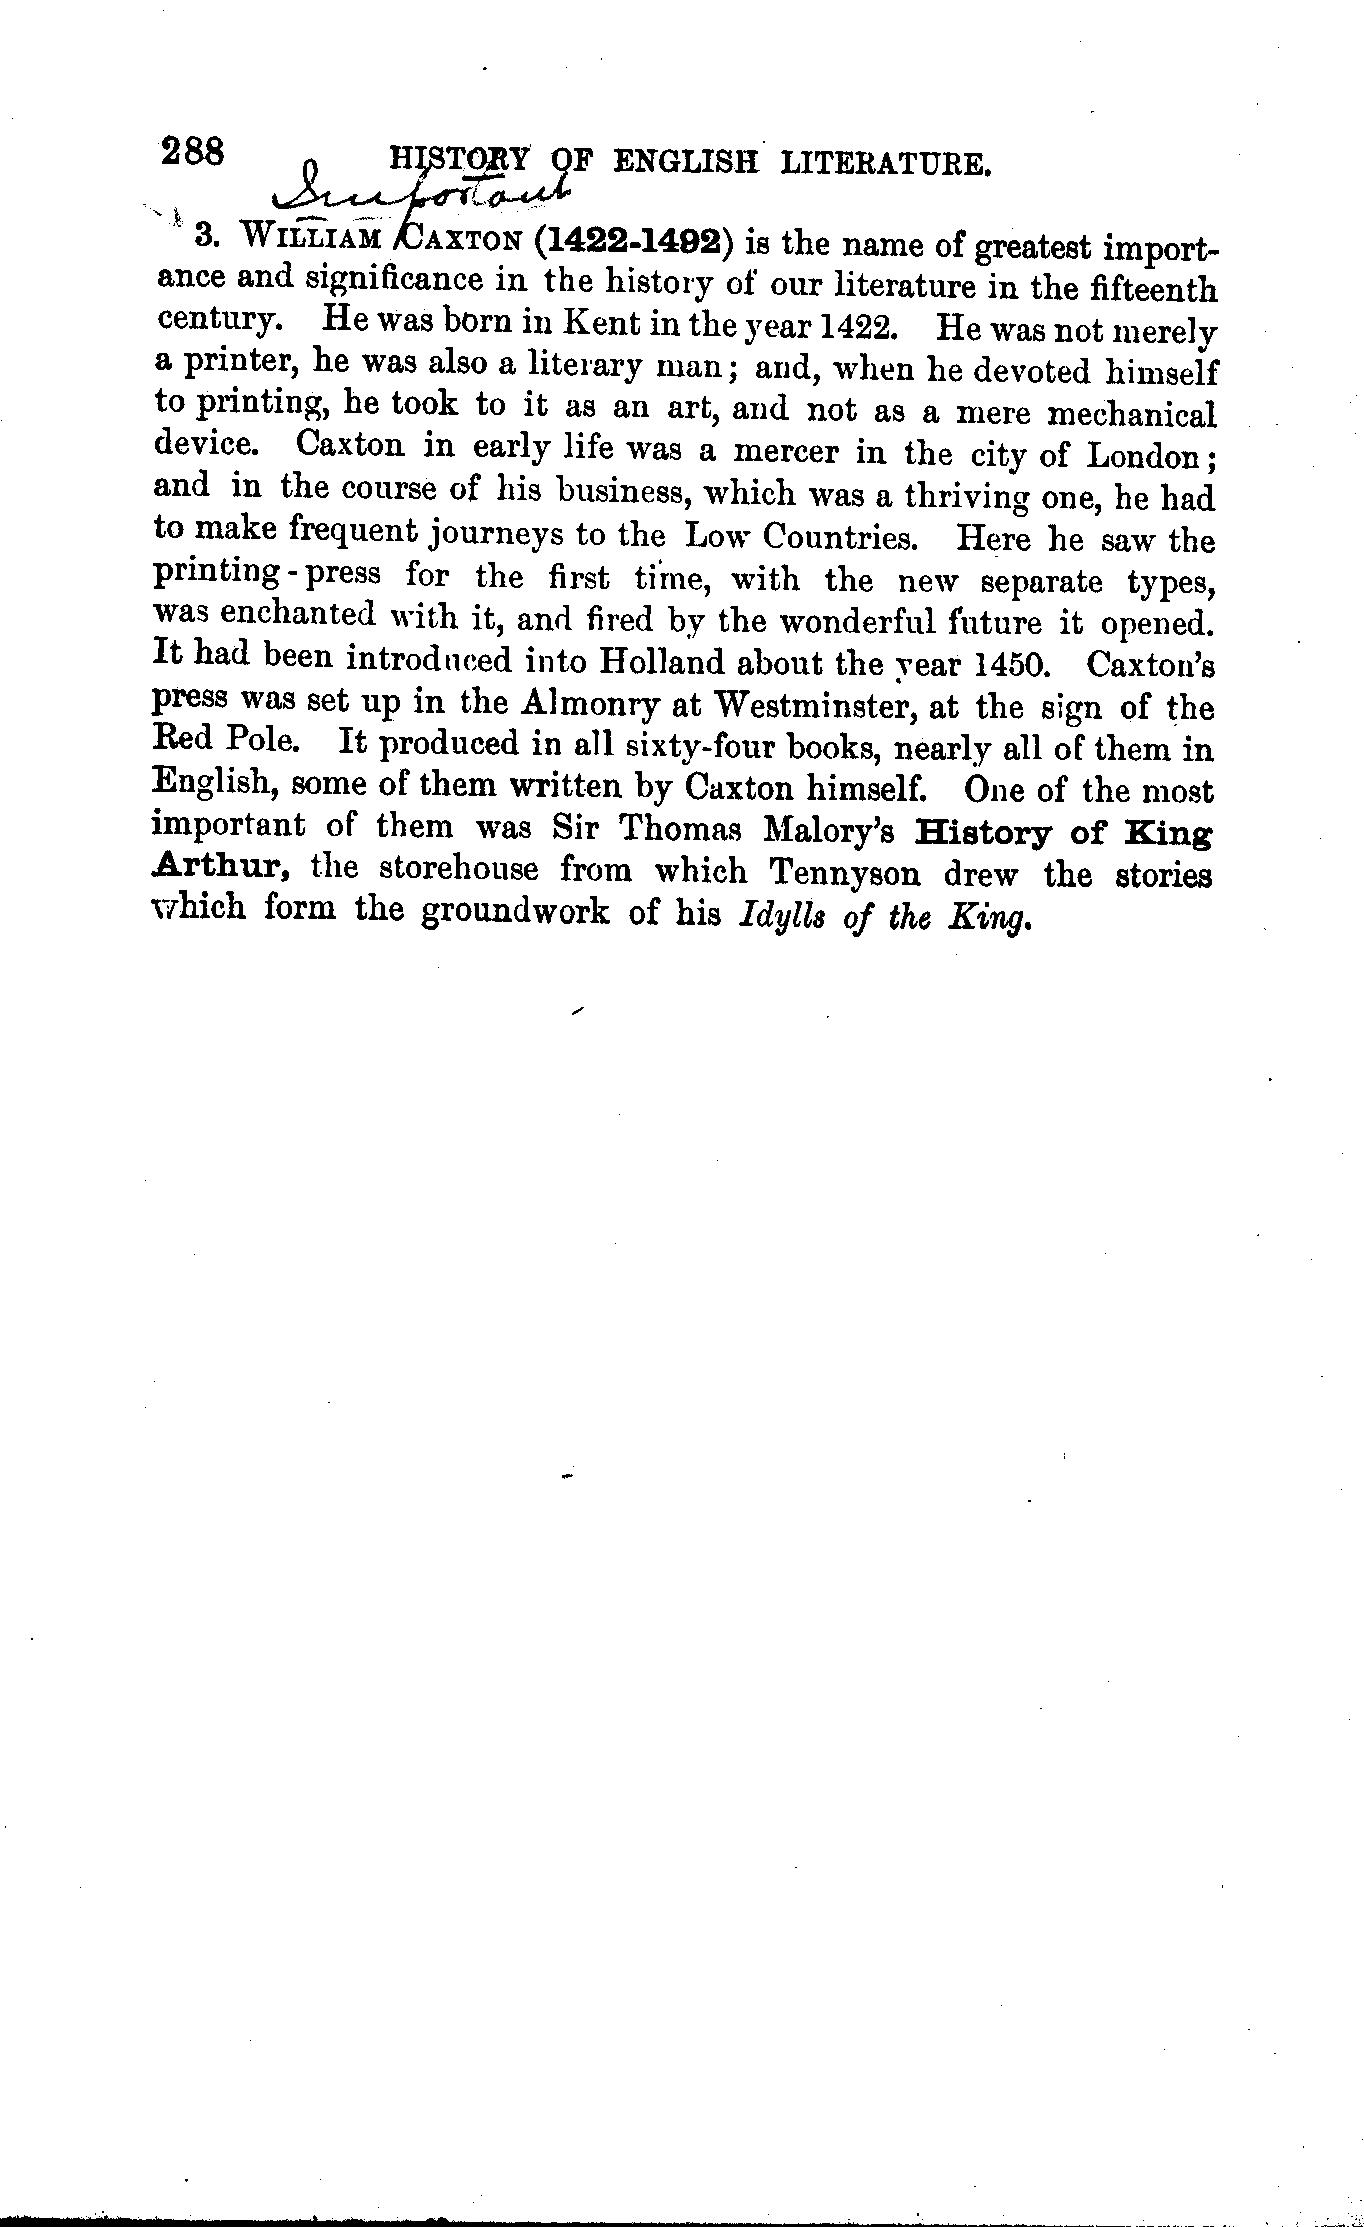 288 HISTORY OF ENGLISH LITERATURE.
Important
3. WILLIAM CAXTON (1422-1492) is the name of greatest import-
ance and significance in the history of our literature in the fifteenth
century. He was born in Kent in the year 1422. He was not merely
a printer, he was also a literary man; and, when he devoted himself
to printing, he took to it as an art, and not as a mere mechanical
device. Caxton in early life was a mercer in the city of London;
and in the course of his business, which was a thriving one, he had
to make frequent journeys to the Low Countries. Here he saw the
printing-press for the first time, with the new separate types,
was enchanted with it, and fired by the wonderful future it opened.
It had been introduced into Holland about the year 1450. Caxton's
press was set up in the Almonry at Westminster, at the sign of the
Red Pole. It produced in all sixty-four books, nearly all of them in
English, some of them written by Caxton himself. One of the most
important of them was Sir Thomas Malory's History of King
Arthur, the storehouse from which Tennyson drew the stories
which form the groundwork of his Idylls of the King.